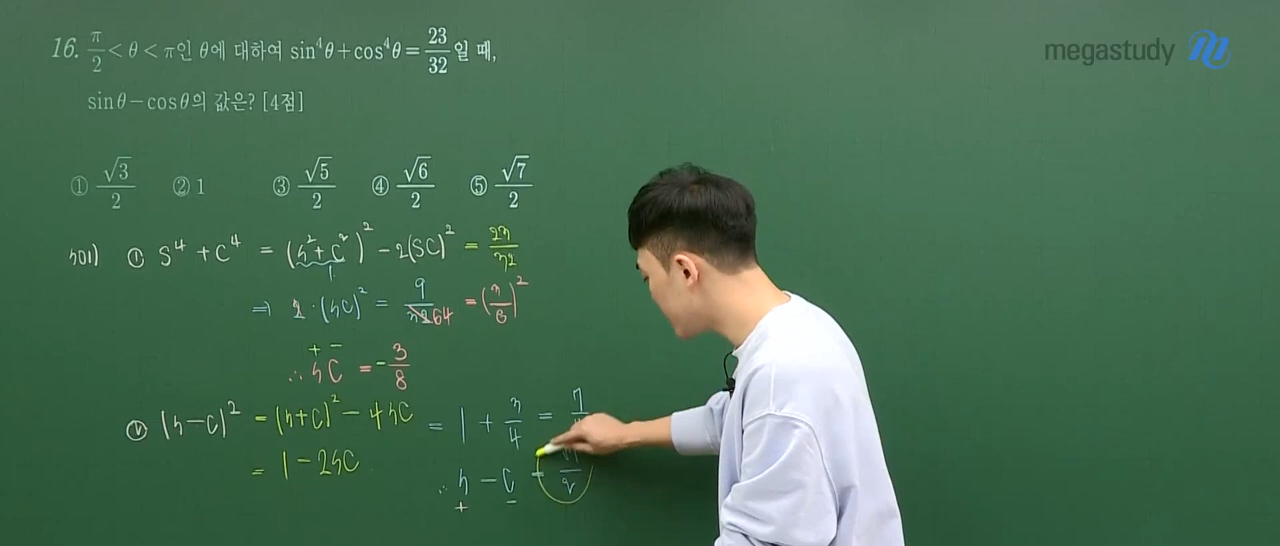 16. π/2 < θ < π인 θ에 대하여 sin⁴θ + cos⁴θ = 23/32 일 때,
megastudy
sinθ − cosθ의 값은? [4점]
① √3/2 ② 1 ③ √5/2 ④ √6/2 ⑤ √7/2
① S⁴ + C⁴ = (S² + C²)² − 2(SC)² = 23/32
1
⇒ (SC)² = 9/64 = (3/8)²
+ −
∴ SC = − 3/8
② (S − C)² = (S + C)² − 4SC = 1 + 3/4 = 7
= 1 − 2SC
∴ S − C = 2
+ −